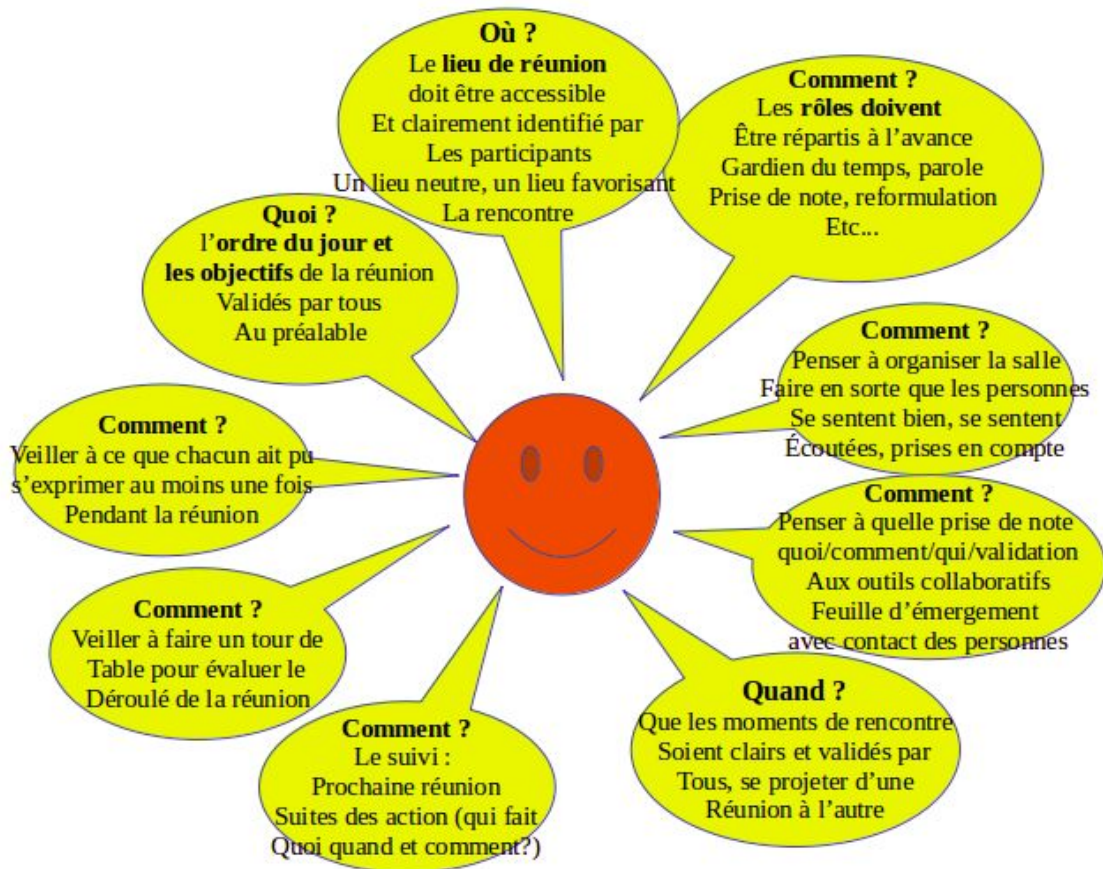 Où ?
Le lieu de réunion
doit être accessible
Et clairement identifié par
Les participants
Un lieu neutre, un lieu favorisant
La rencontre
Comment ?
Les rôles doivent
Être répartis à l’avance
Gardien du temps, parole
Prise de note, reformulation
Etc...
Quoi ?
l’ordre du jour et
les objectifs de la réunion
Validés par tous
Au préalable
Comment ?
Penser à organiser la salle
Faire en sorte que les personnes
Se sentent bien, se sentent
Écoutées, prises en compte
Comment ?
Veiller à ce que chacun ait pu
s’exprimer au moins une fois
Pendant la réunion
Comment ?
Penser à quelle prise de note
quoi/comment/qui/validation
Aux outils collaboratifs
Feuille d’émergement
avec contact des personnes
Comment ?
Veiller à faire un tour de
Table pour évaluer le
Déroulé de la réunion
Quand ?
Que les moments de rencontre
Soient clairs et validés par
Tous, se projeter d’une
Réunion à l’autre
Comment ?
Le suivi :
Prochaine réunion
Suites des action (qui fait
Quoi quand et comment?)